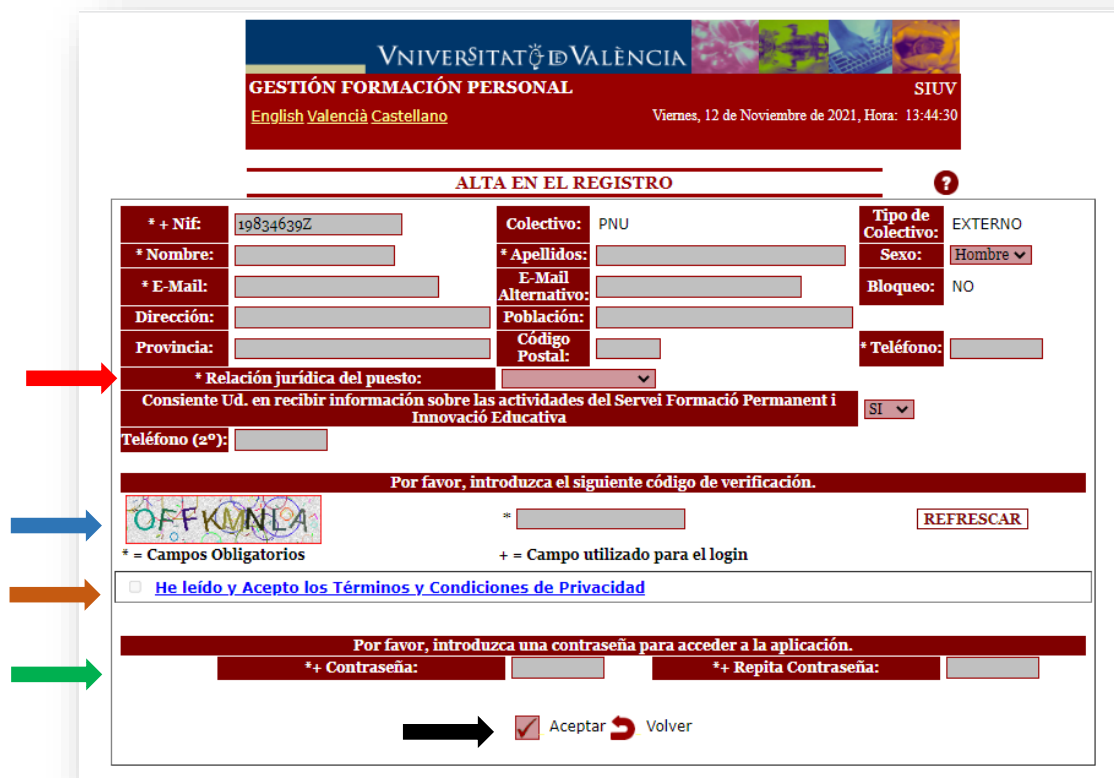 VNIVERSITAT ID VALÈNCIA
GESTIÓN FORMACIÓN PERSONAL SIUV
English Valencià Castellano Viernes, 12 de Noviembre de 2021, Hora: 13:44:30
ALTA EN EL REGISTRO ?
* + Nif: 19834639Z Colectivo: PNU Tipo de Colectivo: EXTERNO
* Nombre: * Apellidos: Sexo: Hombre
* E-Mail: E-Mail Alternativo: Bloqueo: NO
Dirección: Población:
Provincia: Código Postal: * Teléfono:
* Relación jurídica del puesto:
Consiente Ud. en recibir información sobre las actividades del Servei Formació Permanent i
Innovació Educativa SI
Teléfono (2º):
Por favor, introduzca el siguiente código de verificación.
OFFKMNLA * REFRESCAR
* = Campos Obligatorios + = Campo utilizado para el login
He leído y Acepto los Términos y Condiciones de Privacidad
Por favor, introduzca una contraseña para acceder a la aplicación.
*+ Contraseña: *+ Repita Contraseña:
Aceptar Volver